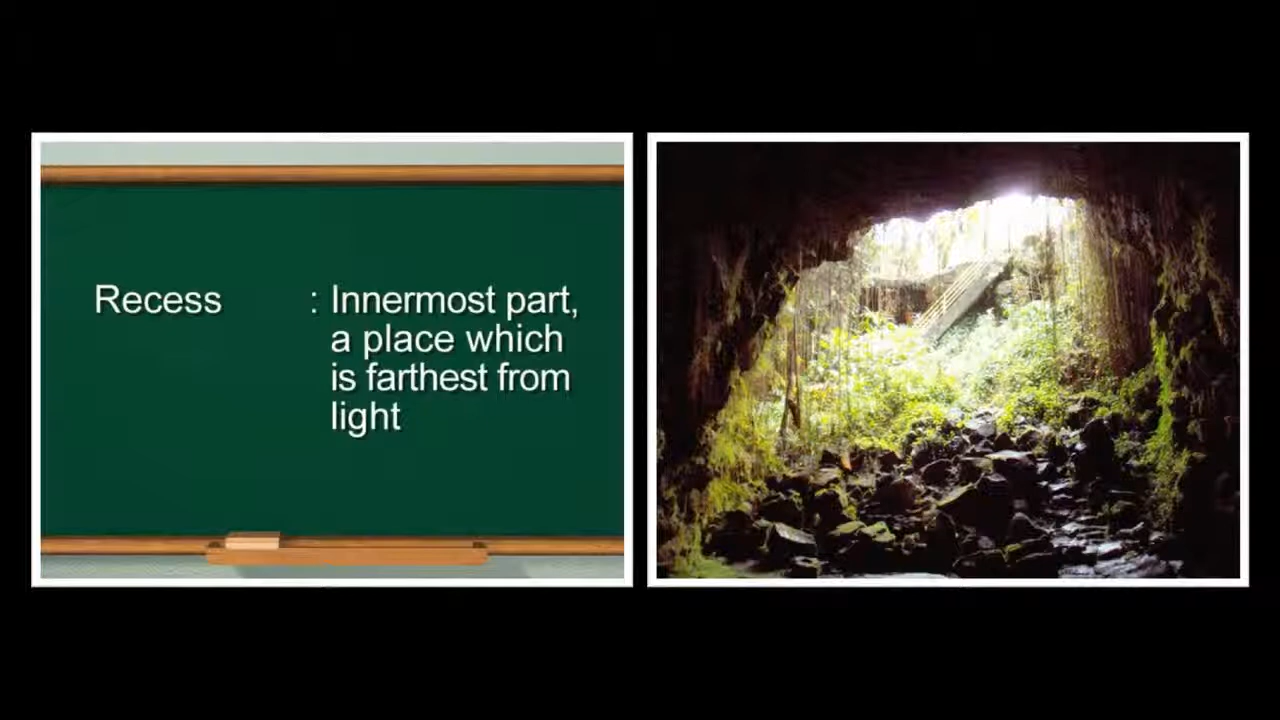 Recess : Innermost part,
a place which
is farthest from
light